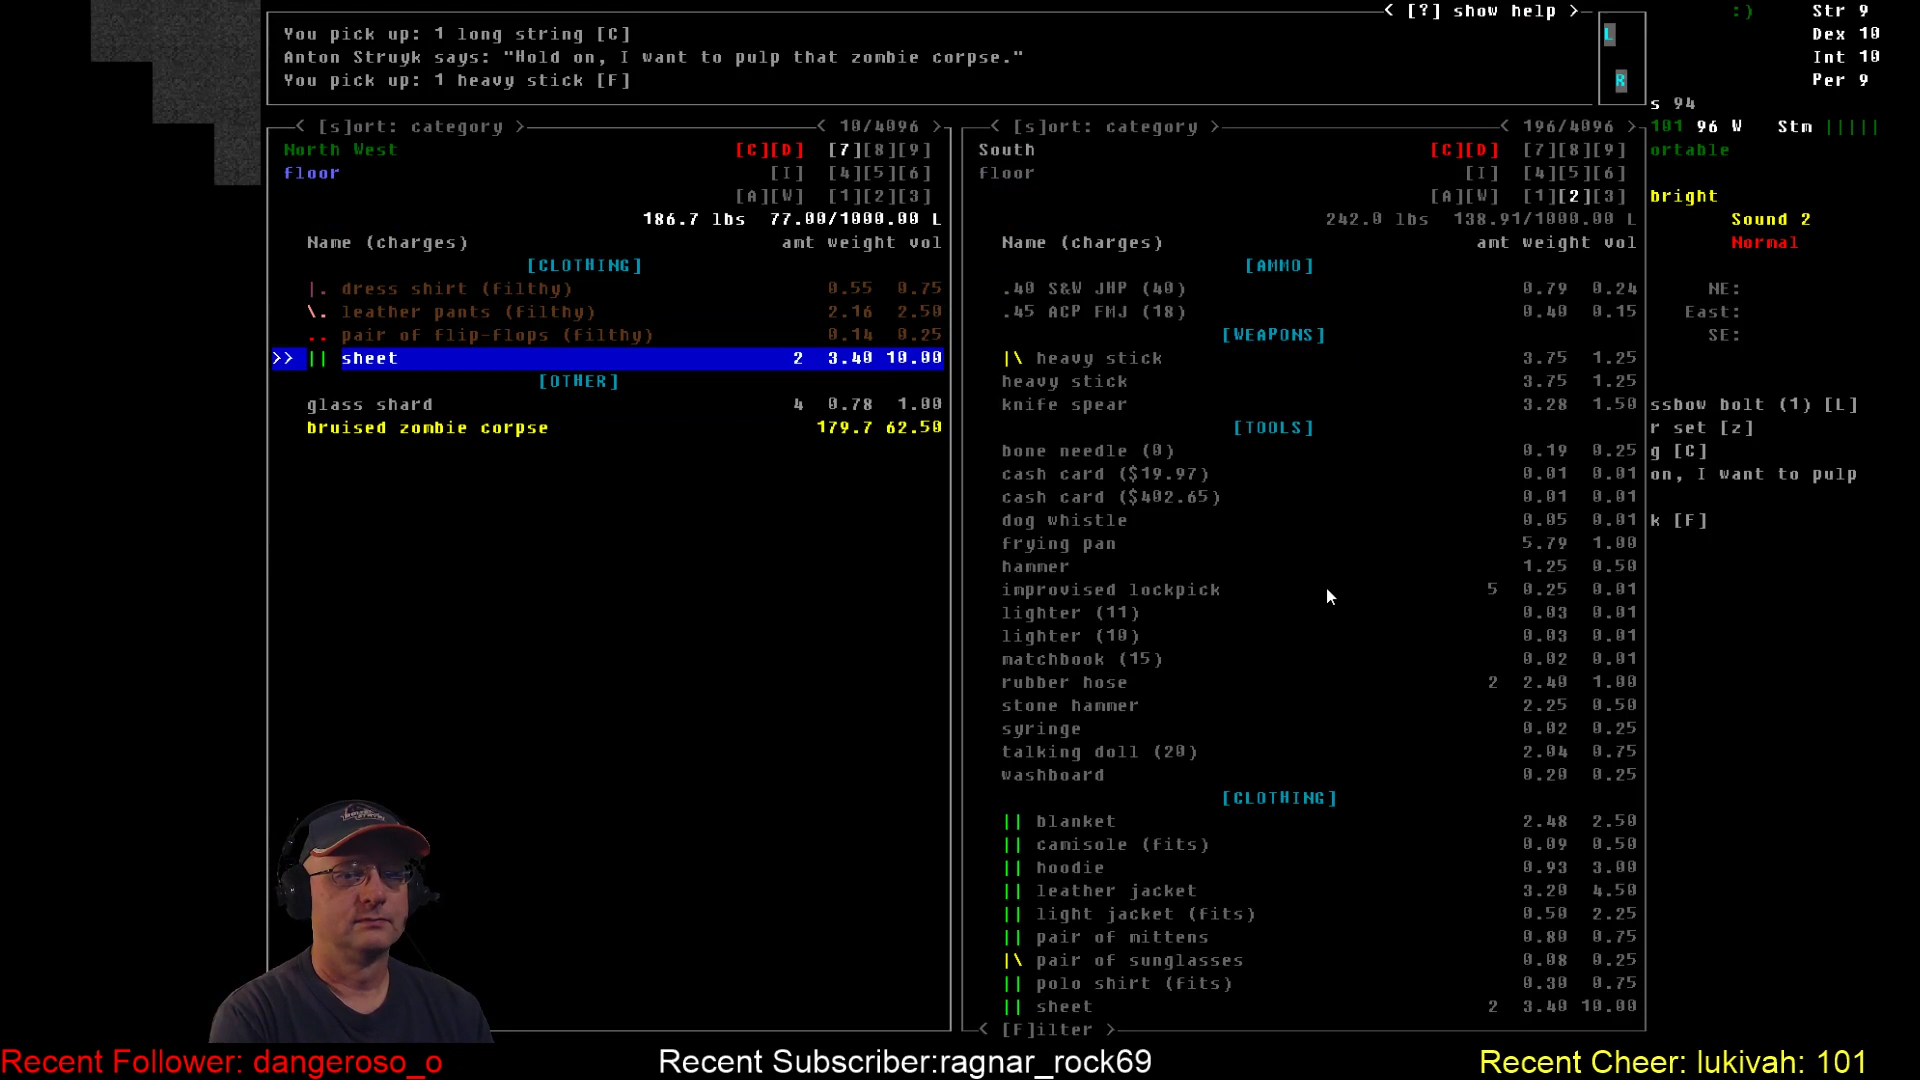 < [?] show help >
You pick up: 1 long string [C]
Anton Struyk says: "Hold on, I want to pulp that zombie corpse."
You pick up: 1 heavy stick [F]
L
R
:)
Str 9
Dex 10
Int 10
Per 9
s 94
101 96 W Stm |||||
ortable
bright
Sound 2
Normal
NE:
East:
SE:
ssbow bolt (1) [L]
r set [z]
g [C]
on, I want to pulp
k [F]
< [s]ort: category > < 10/4096 >
North West [C][D] [7][8][9]
floor [I] [4][5][6]
[A][W] [1][2][3]
186.7 lbs 77.00/1000.00 L
Name (charges) amt weight vol
[CLOTHING]
|. dress shirt (filthy) 0.55 0.75
\. leather pants (filthy) 2.16 2.50
.. pair of flip-flops (filthy) 0.14 0.25
>> || sheet 2 3.40 10.00
[OTHER]
glass shard 4 0.78 1.00
bruised zombie corpse 179.7 62.50
< [s]ort: category > < 196/4096 >
South [C][D] [7][8][9]
floor [I] [4][5][6]
[A][W] [1][2][3]
242.0 lbs 138.91/1000.00 L
Name (charges) amt weight vol
[AMMO]
.40 S&W JHP (40) 0.79 0.24
.45 ACP FMJ (18) 0.40 0.15
[WEAPONS]
|\ heavy stick 3.75 1.25
heavy stick 3.75 1.25
knife spear 3.28 1.50
[TOOLS]
bone needle (0) 0.19 0.25
cash card ($19.97) 0.01 0.01
cash card ($402.65) 0.01 0.01
dog whistle 0.05 0.01
frying pan 5.79 1.00
hammer 1.25 0.50
improvised lockpick 5 0.25 0.01
lighter (11) 0.03 0.01
lighter (10) 0.03 0.01
matchbook (15) 0.02 0.01
rubber hose 2 2.40 1.00
stone hammer 2.25 0.50
syringe 0.02 0.25
talking doll (20) 2.04 0.75
washboard 0.20 0.25
[CLOTHING]
|| blanket 2.48 2.50
|| camisole (fits) 0.09 0.50
|| hoodie 0.93 3.00
|| leather jacket 3.20 4.50
|| light jacket (fits) 0.50 2.25
|| pair of mittens 0.80 0.75
|\ pair of sunglasses 0.08 0.25
|| polo shirt (fits) 0.30 0.75
|| sheet 2 3.40 10.00
< [F]ilter >
Recent Follower: dangeroso_o
Recent Subscriber:ragnar_rock69
Recent Cheer: lukivah: 101